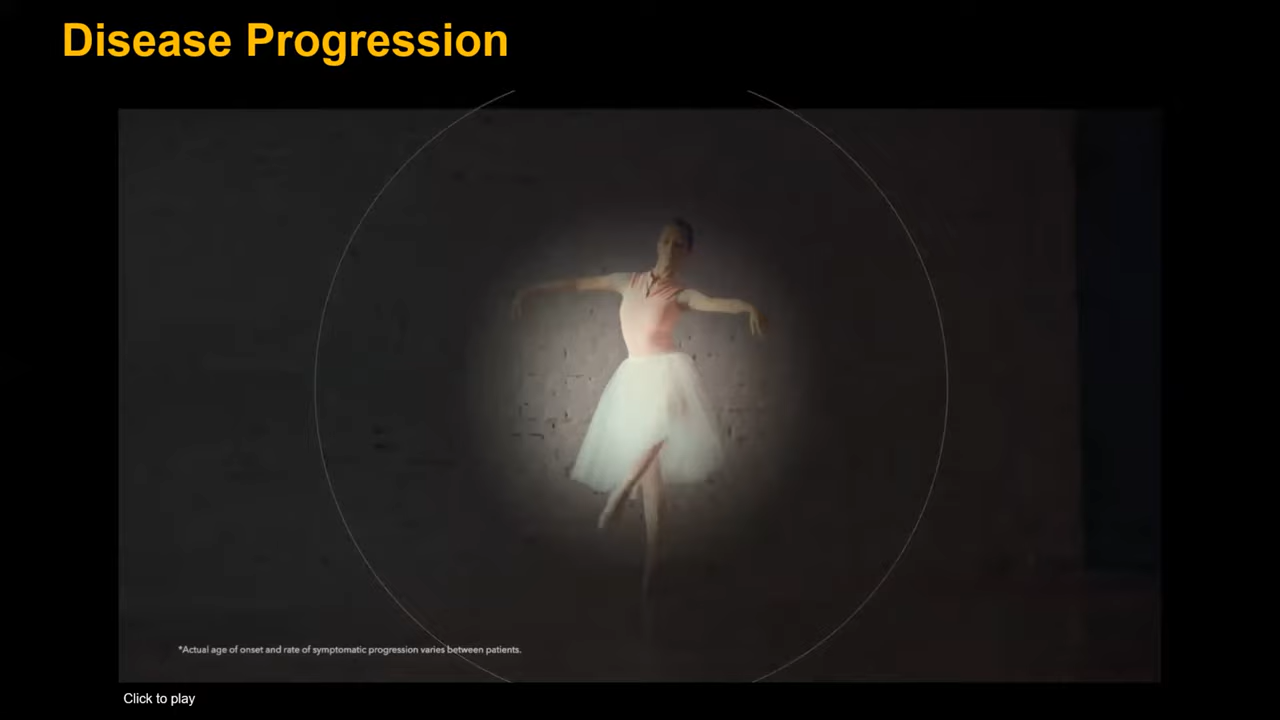 Disease Progression
*Actual age of onset and rate of symptomatic progression varies between patients.
Click to play